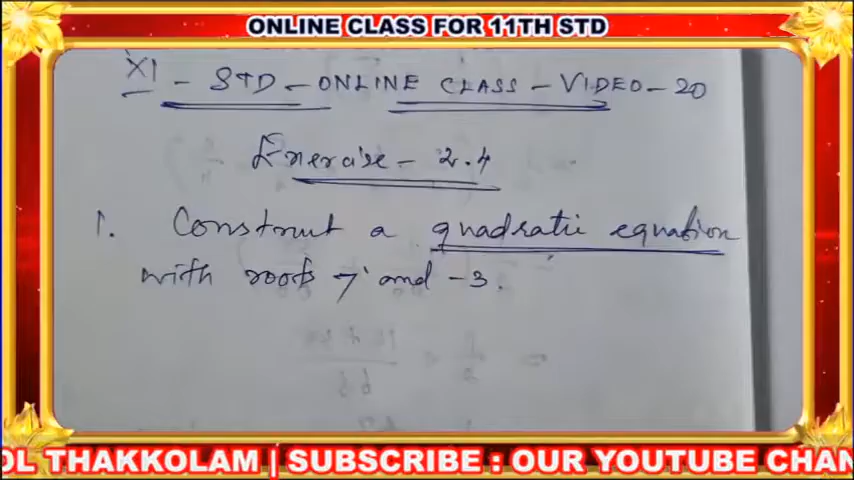 ONLINE CLASS FOR 11TH STD
XI - STD - ONLINE CLASS - VIDEO - 20
Exercise - 2.4
1. Construct a quadratic equation
with roots 7 and -3.
OL THAKKOLAM | SUBSCRIBE : OUR YOUTUBE CHAN